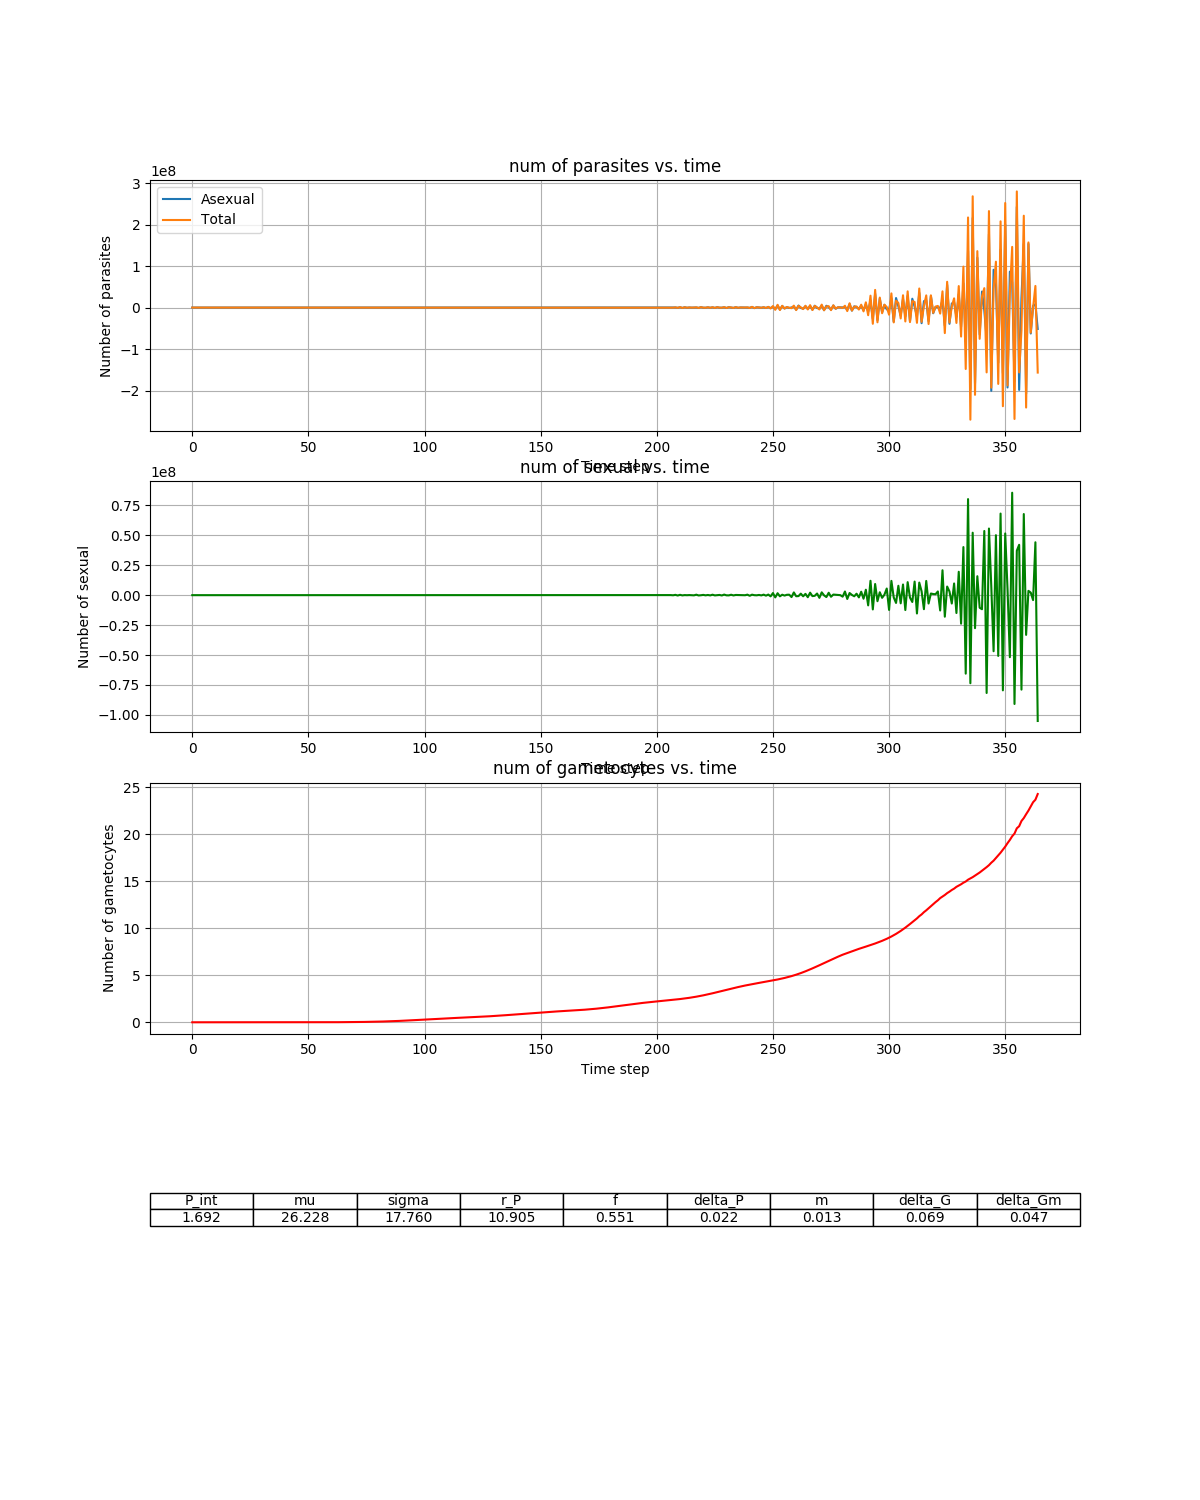 num of parasites vs. time
1e8
3
2
1
0
−1
−2
Number of parasites
Asexual
Total
0 50 100 150 200 250 300 350
Time step
num of sexual vs. time
1e8
0.75
0.50
0.25
0.00
−0.25
−0.50
−0.75
−1.00
Number of sexual
0 50 100 150 200 250 300 350
Time step
num of gametocytes vs. time
25
20
15
10
5
0
Number of gametocytes
0 50 100 150 200 250 300 350
Time step
P_int mu sigma r_P f delta_P m delta_G delta_Gm
1.692 26.228 17.760 10.905 0.551 0.022 0.013 0.069 0.047